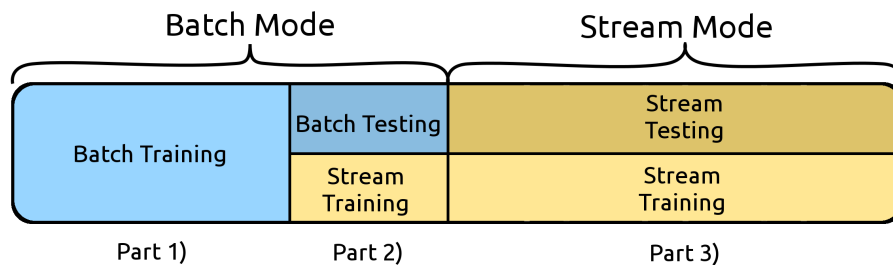 Batch Mode
Stream Mode
Batch Training
Batch Testing
Stream
Testing
Stream
Training
Stream
Training
Part 1)
Part 2)
Part 3)